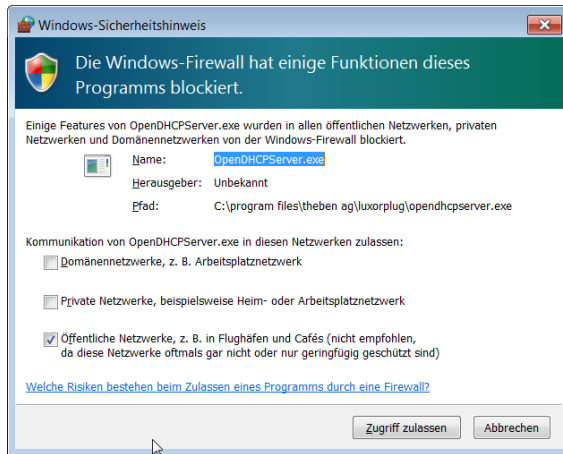 Windows-Sicherheitshinweis
Die Windows-Firewall hat einige Funktionen dieses
Programms blockiert.
Einige Features von OpenDHCPServer.exe wurden in allen öffentlichen Netzwerken, privaten
Netzwerken und Domänennetzwerken von der Windows-Firewall blockiert.
Name: OpenDHCPServer.exe
Herausgeber: Unbekannt
Pfad: C:\program files\theben ag\luxorplug\opendhcpserver.exe
Kommunikation von OpenDHCPServer.exe in diesen Netzwerken zulassen:
Domänennetzwerke, z. B. Arbeitsplatznetzwerk
Private Netzwerke, beispielsweise Heim- oder Arbeitsplatznetzwerk
Öffentliche Netzwerke, z. B. in Flughäfen und Cafés (nicht empfohlen,
da diese Netzwerke oftmals gar nicht oder nur geringfügig geschützt sind)
Welche Risiken bestehen beim Zulassen eines Programms durch eine Firewall?
Zugriff zulassen Abbrechen